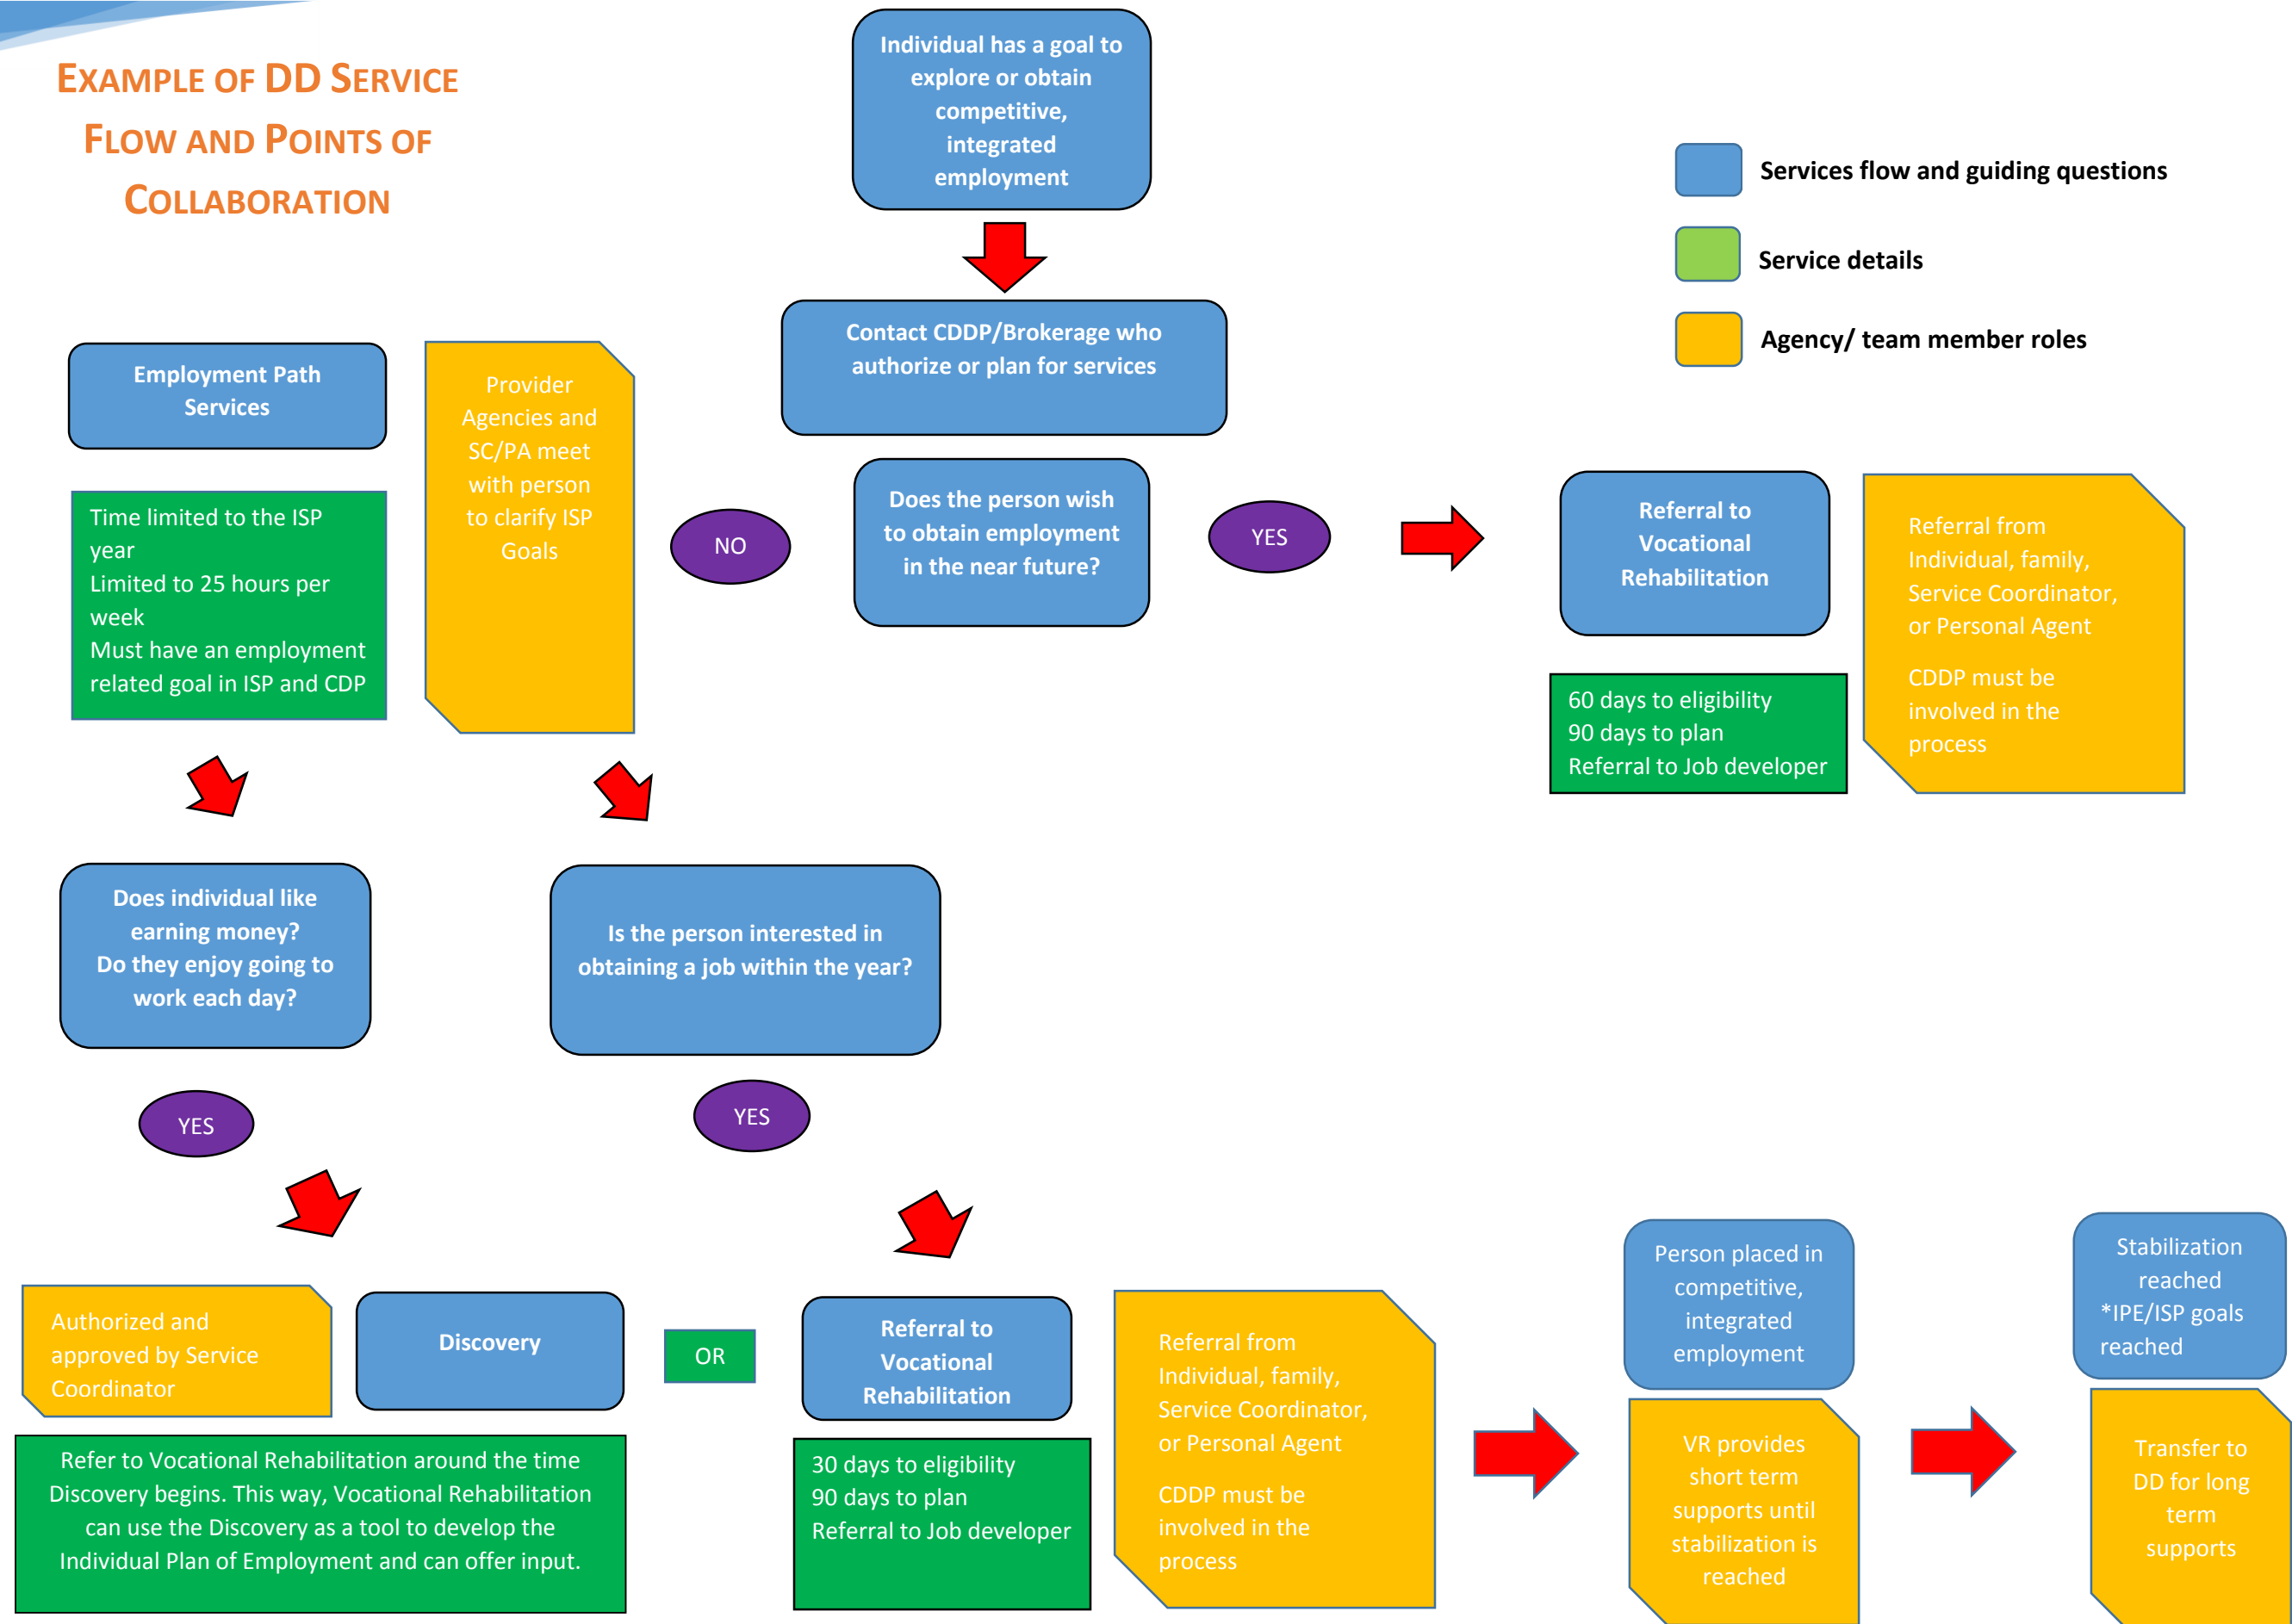 EXAMPLE OF DD SERVICE
FLOW AND POINTS OF
COLLABORATION
Individual has a goal to
explore or obtain
competitive,
integrated
employment
Services flow and guiding questions
Service details
Agency/ team member roles
Contact CDDP/Brokerage who
authorize or plan for services
Employment Path
Services
Time limited to the ISP
year
Limited to 25 hours per
week
Must have an employment
related goal in ISP and CDP
Provider
Agencies and
SC/PA meet
with person
to clarify ISP
Goals
NO
Does the person wish
to obtain employment
in the near future?
YES
Referral to
Vocational
Rehabilitation
60 days to eligibility
90 days to plan
Referral to Job developer
Referral from
Individual, family,
Service Coordinator,
or Personal Agent
CDDP must be
involved in the
process
Does individual like
earning money?
Do they enjoy going to
work each day?
Is the person interested in
obtaining a job within the year?
YES
YES
Authorized and
approved by Service
Coordinator
Discovery
Refer to Vocational Rehabilitation around the time
Discovery begins. This way, Vocational Rehabilitation
can use the Discovery as a tool to develop the
Individual Plan of Employment and can offer input.
OR
Referral to
Vocational
Rehabilitation
30 days to eligibility
90 days to plan
Referral to Job developer
Referral from
Individual, family,
Service Coordinator,
or Personal Agent
CDDP must be
involved in the
process
Person placed in
competitive,
integrated
employment
VR provides
short term
supports until
stabilization is
reached
Stabilization
reached
*IPE/ISP goals
reached
Transfer to
DD for long
term
supports